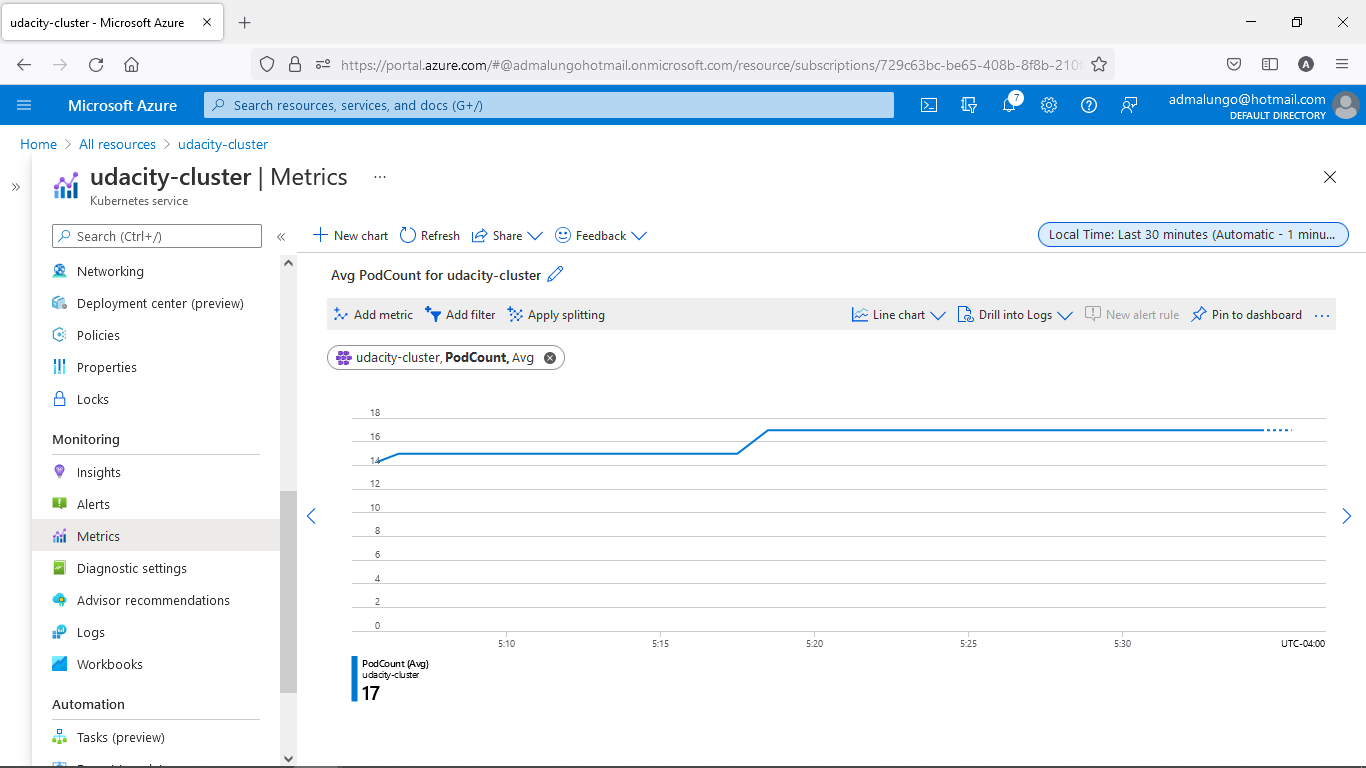 udacity-cluster - Microsoft Azure
https://portal.azure.com/#@admalungohotmail.onmicrosoft.com/resource/subscriptions/729c63bc-be65-408b-8f8b-210f
A
Microsoft Azure
Search resources, services, and docs (G+/)
7
admalungo@hotmail.com
DEFAULT DIRECTORY
Home > All resources > udacity-cluster
udacity-cluster | Metrics ...
Kubernetes service
Search (Ctrl+/)
Networking
Deployment center (preview)
Policies
Properties
Locks
Monitoring
Insights
Alerts
Metrics
Diagnostic settings
Advisor recommendations
Logs
Workbooks
Automation
Tasks (preview)
New chart Refresh Share Feedback
Local Time: Last 30 minutes (Automatic - 1 minu...
Avg PodCount for udacity-cluster
Add metric Add filter Apply splitting Line chart Drill into Logs New alert rule Pin to dashboard ...
udacity-cluster, PodCount, Avg
18
16
14
12
10
8
6
4
2
0
5:10 5:15 5:20 5:25 5:30 UTC-04:00
PodCount (Avg)
udacity-cluster
17